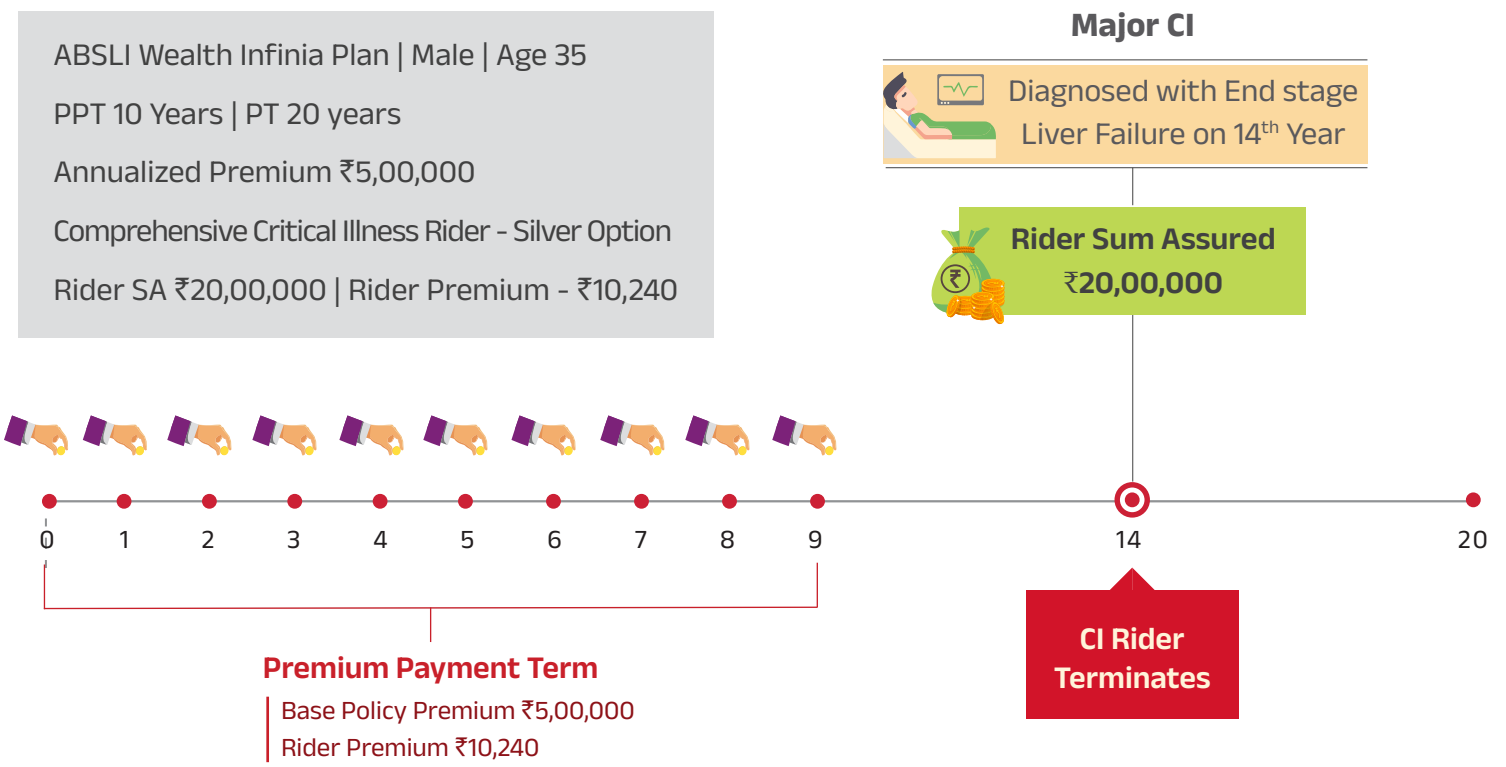 ABSLI Wealth Infinia Plan | Male | Age 35
PPT 10 Years | PT 20 years
Annualized Premium ₹5,00,000
Comprehensive Critical Illness Rider - Silver Option
Rider SA ₹20,00,000 | Rider Premium - ₹10,240
Major CI
Diagnosed with End stage
Liver Failure on 14th Year
Rider Sum Assured
₹20,00,000
₹
0 1 2 3 4 5 6 7 8 9 14 20
Premium Payment Term
Base Policy Premium ₹5,00,000
Rider Premium ₹10,240
CI Rider
Terminates